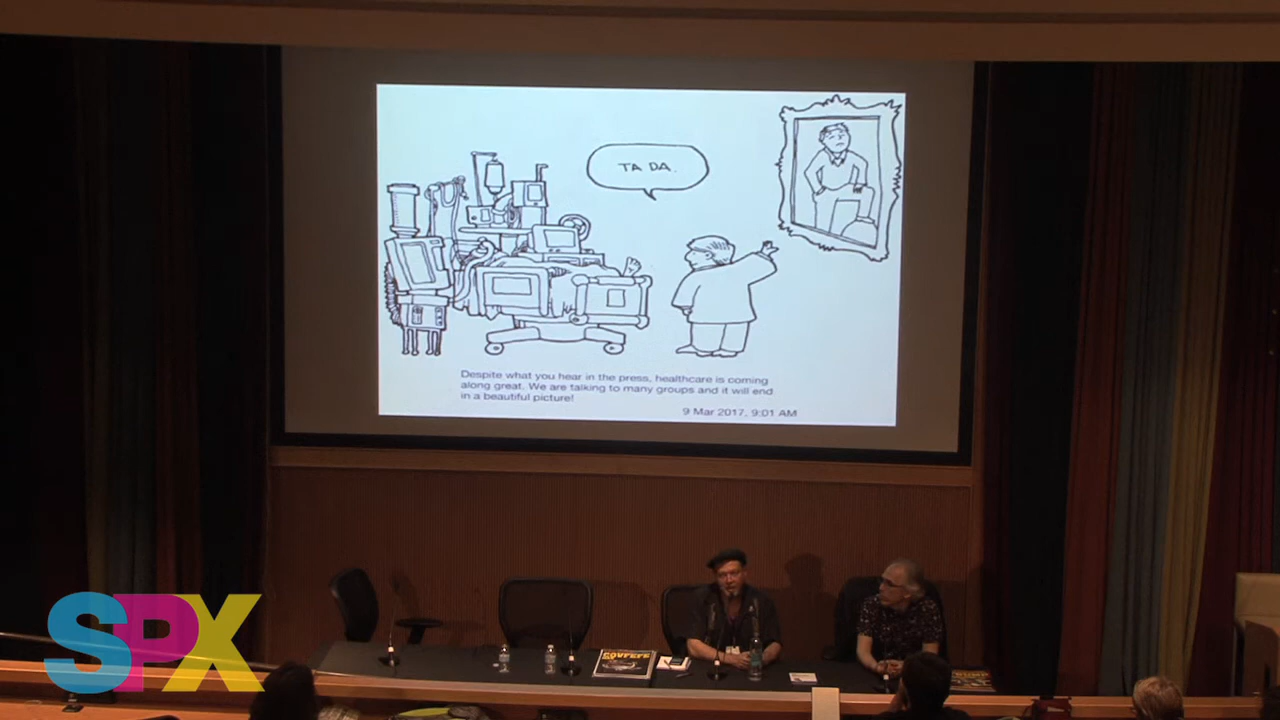 TA DA.
Despite what you hear in the press, healthcare is coming
along great. We are talking to many groups and it will end
in a beautiful picture!
9 Mar 2017, 9:01 AM
COVFEFE
SPX